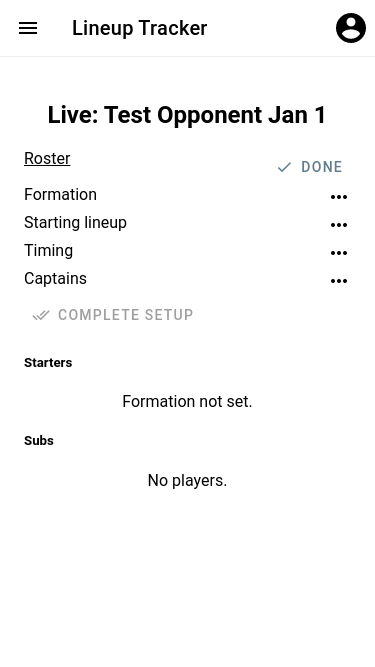 Lineup Tracker
Live: Test Opponent Jan 1
Roster
DONE
Formation
Starting lineup
Timing
Captains
COMPLETE SETUP
Starters
Formation not set.
Subs
No players.